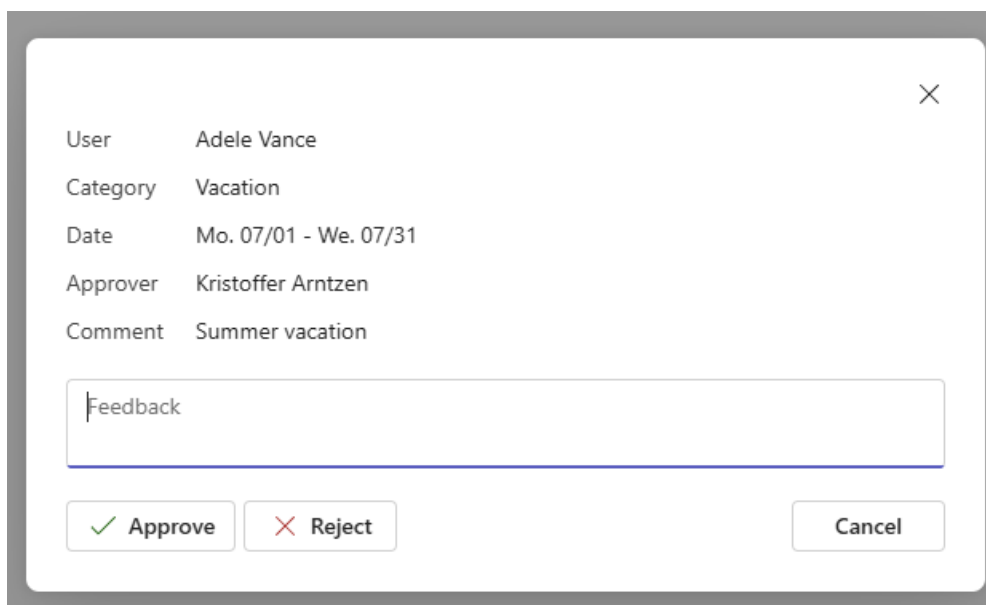 User Adele Vance
Category Vacation
Date Mo. 07/01 - We. 07/31
Approver Kristoffer Arntzen
Comment Summer vacation
Feedback
Approve Reject Cancel